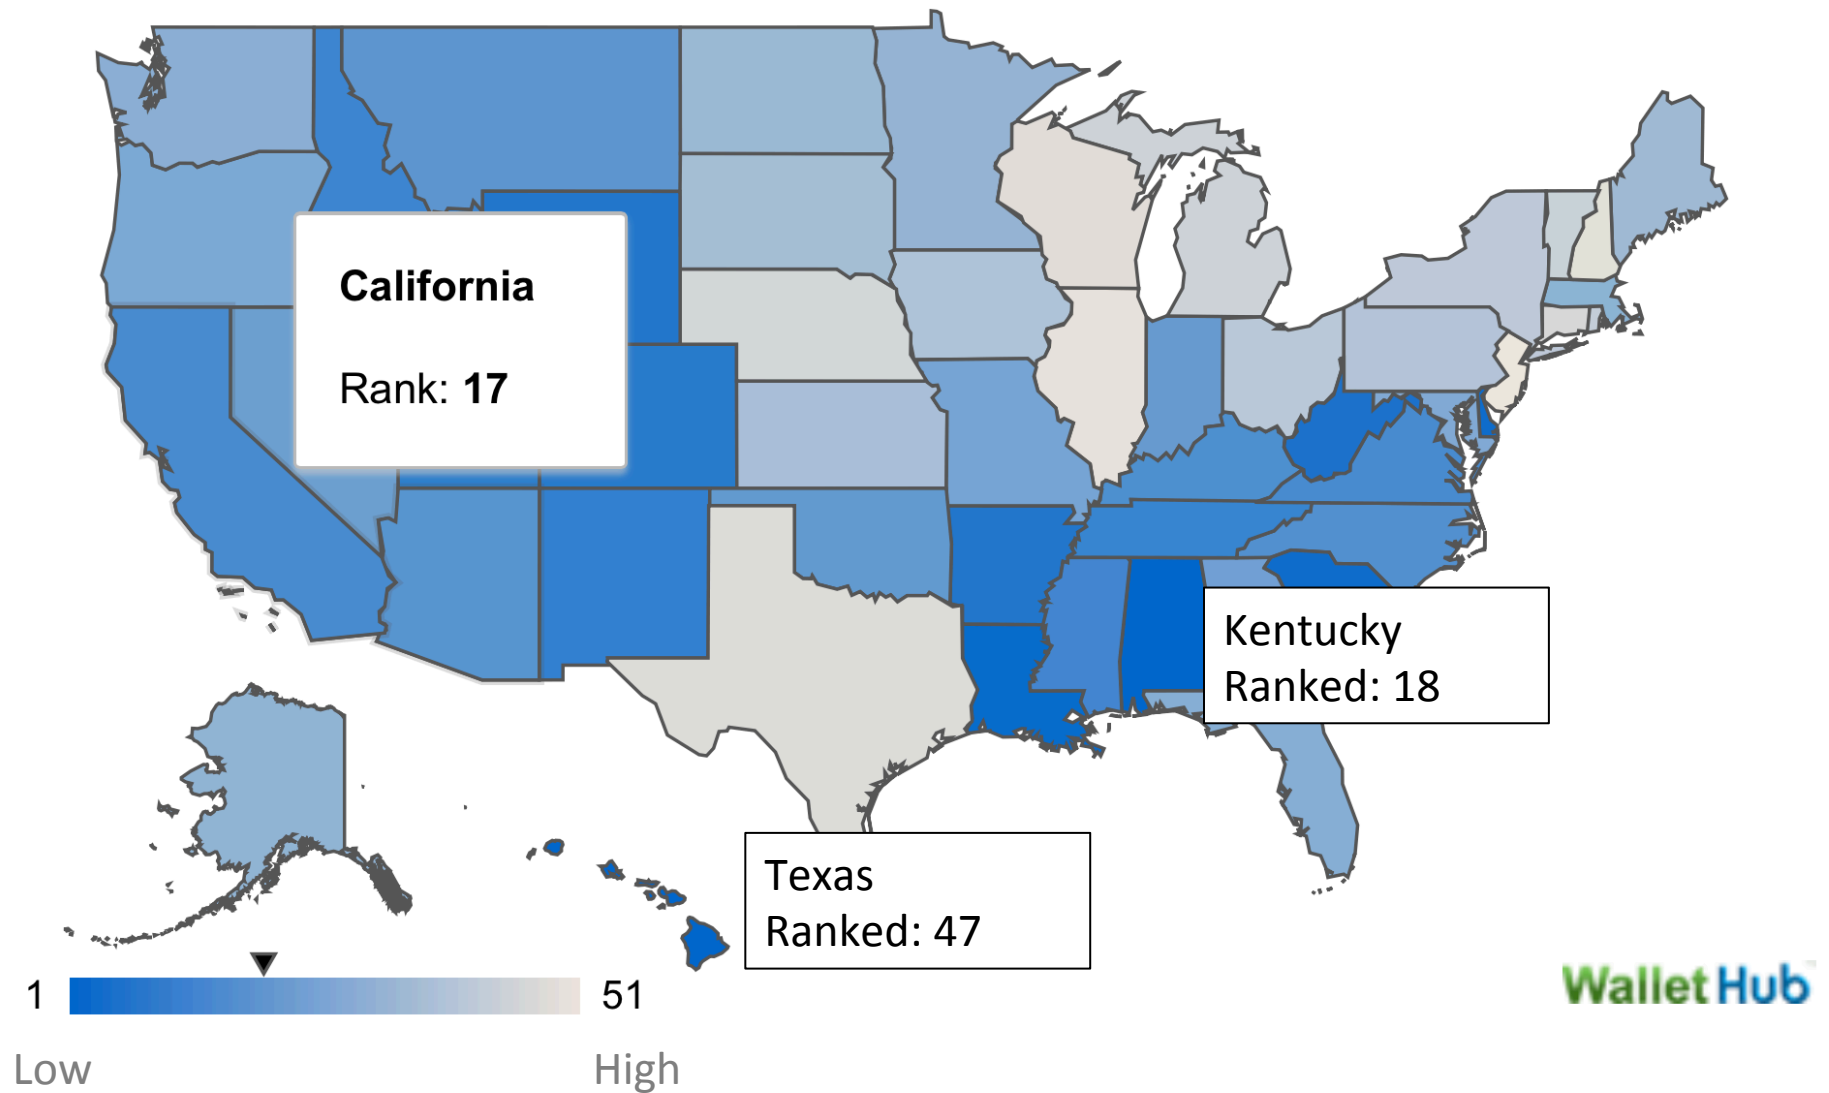 California
Rank: 17
Kentucky
Ranked: 18
Texas
Ranked: 47
1
51
Low
High
WalletHub